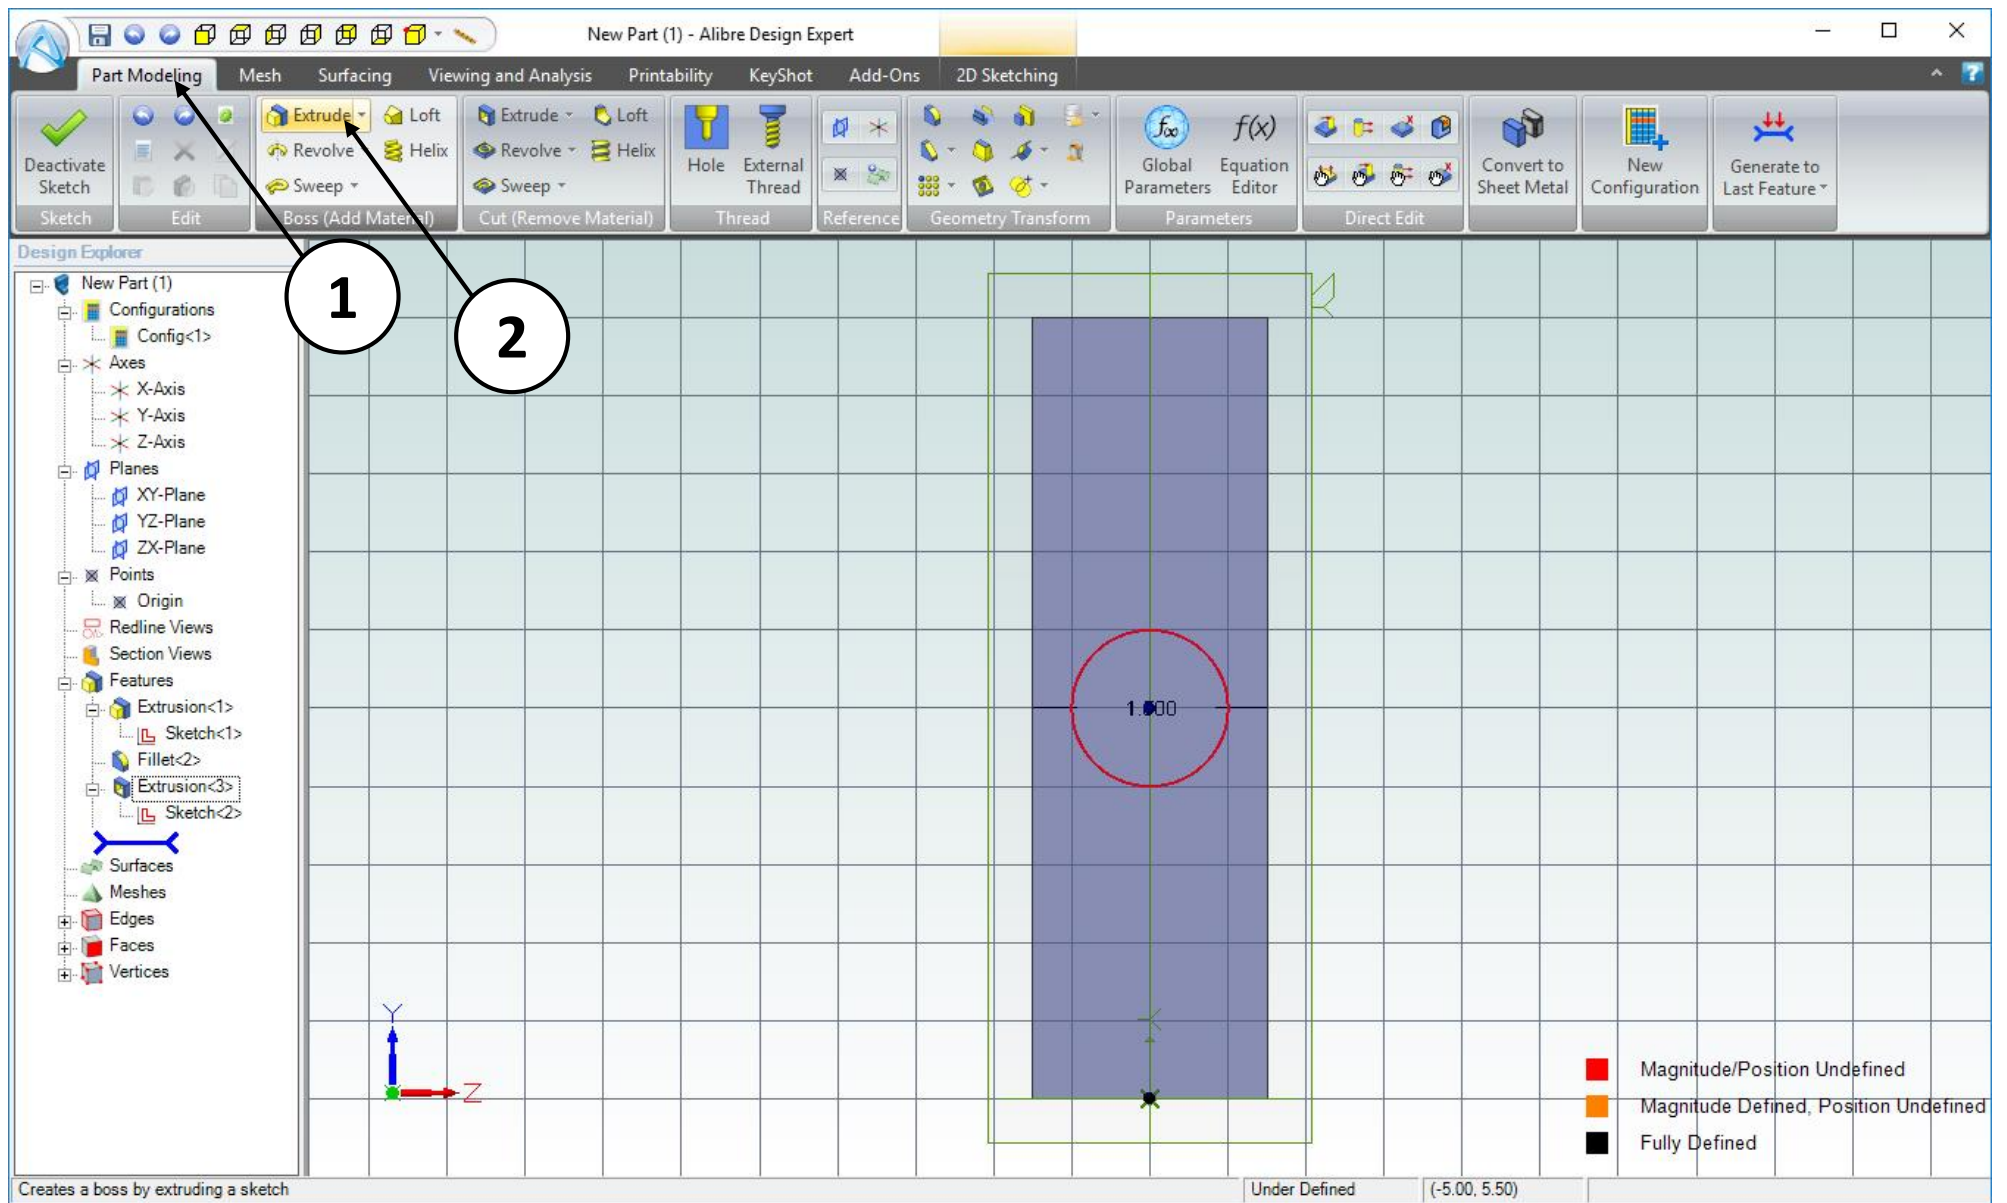 New Part (1) - Alibre Design Expert
Part Modeling Mesh Surfacing Viewing and Analysis Printability KeyShot Add-Ons 2D Sketching
Deactivate Sketch
Sketch
Edit
Extrude Loft
Revolve Helix
Sweep
Boss (Add Material)
Extrude Loft
Revolve Helix
Sweep
Cut (Remove Material)
Hole
External Thread
Thread
Reference
Geometry Transform
f(x)
Global Parameters
f(x)
Equation Editor
Parameters
Direct Edit
Convert to Sheet Metal
New Configuration
Generate to Last Feature
Design Explorer
New Part (1)
Configurations
Config<1>
Axes
X-Axis
Y-Axis
Z-Axis
Planes
XY-Plane
YZ-Plane
ZX-Plane
Points
Origin
Redline Views
Section Views
Features
Extrusion<1>
Sketch<1>
Fillet<2>
Extrusion<3>
Sketch<2>
Surfaces
Meshes
Edges
Faces
Vertices
1
2
Y
Z
Magnitude/Position Undefined
Magnitude Defined, Position Undefined
Fully Defined
Creates a boss by extruding a sketch
Under Defined
(-5.00, 5.50)